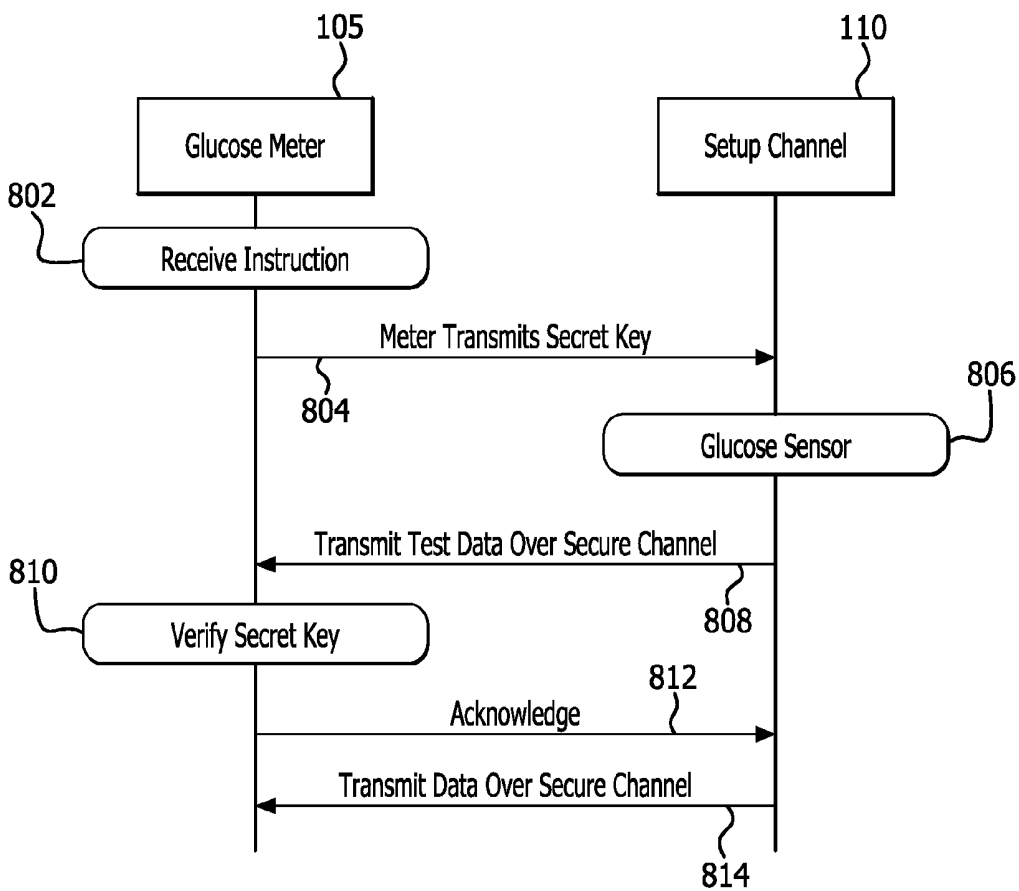 105
110
Glucose Meter
Setup Channel
802
Receive Instruction
Meter Transmits Secret Key
804
806
Glucose Sensor
Transmit Test Data Over Secure Channel
808
810
Verify Secret Key
812
Acknowledge
Transmit Data Over Secure Channel
814